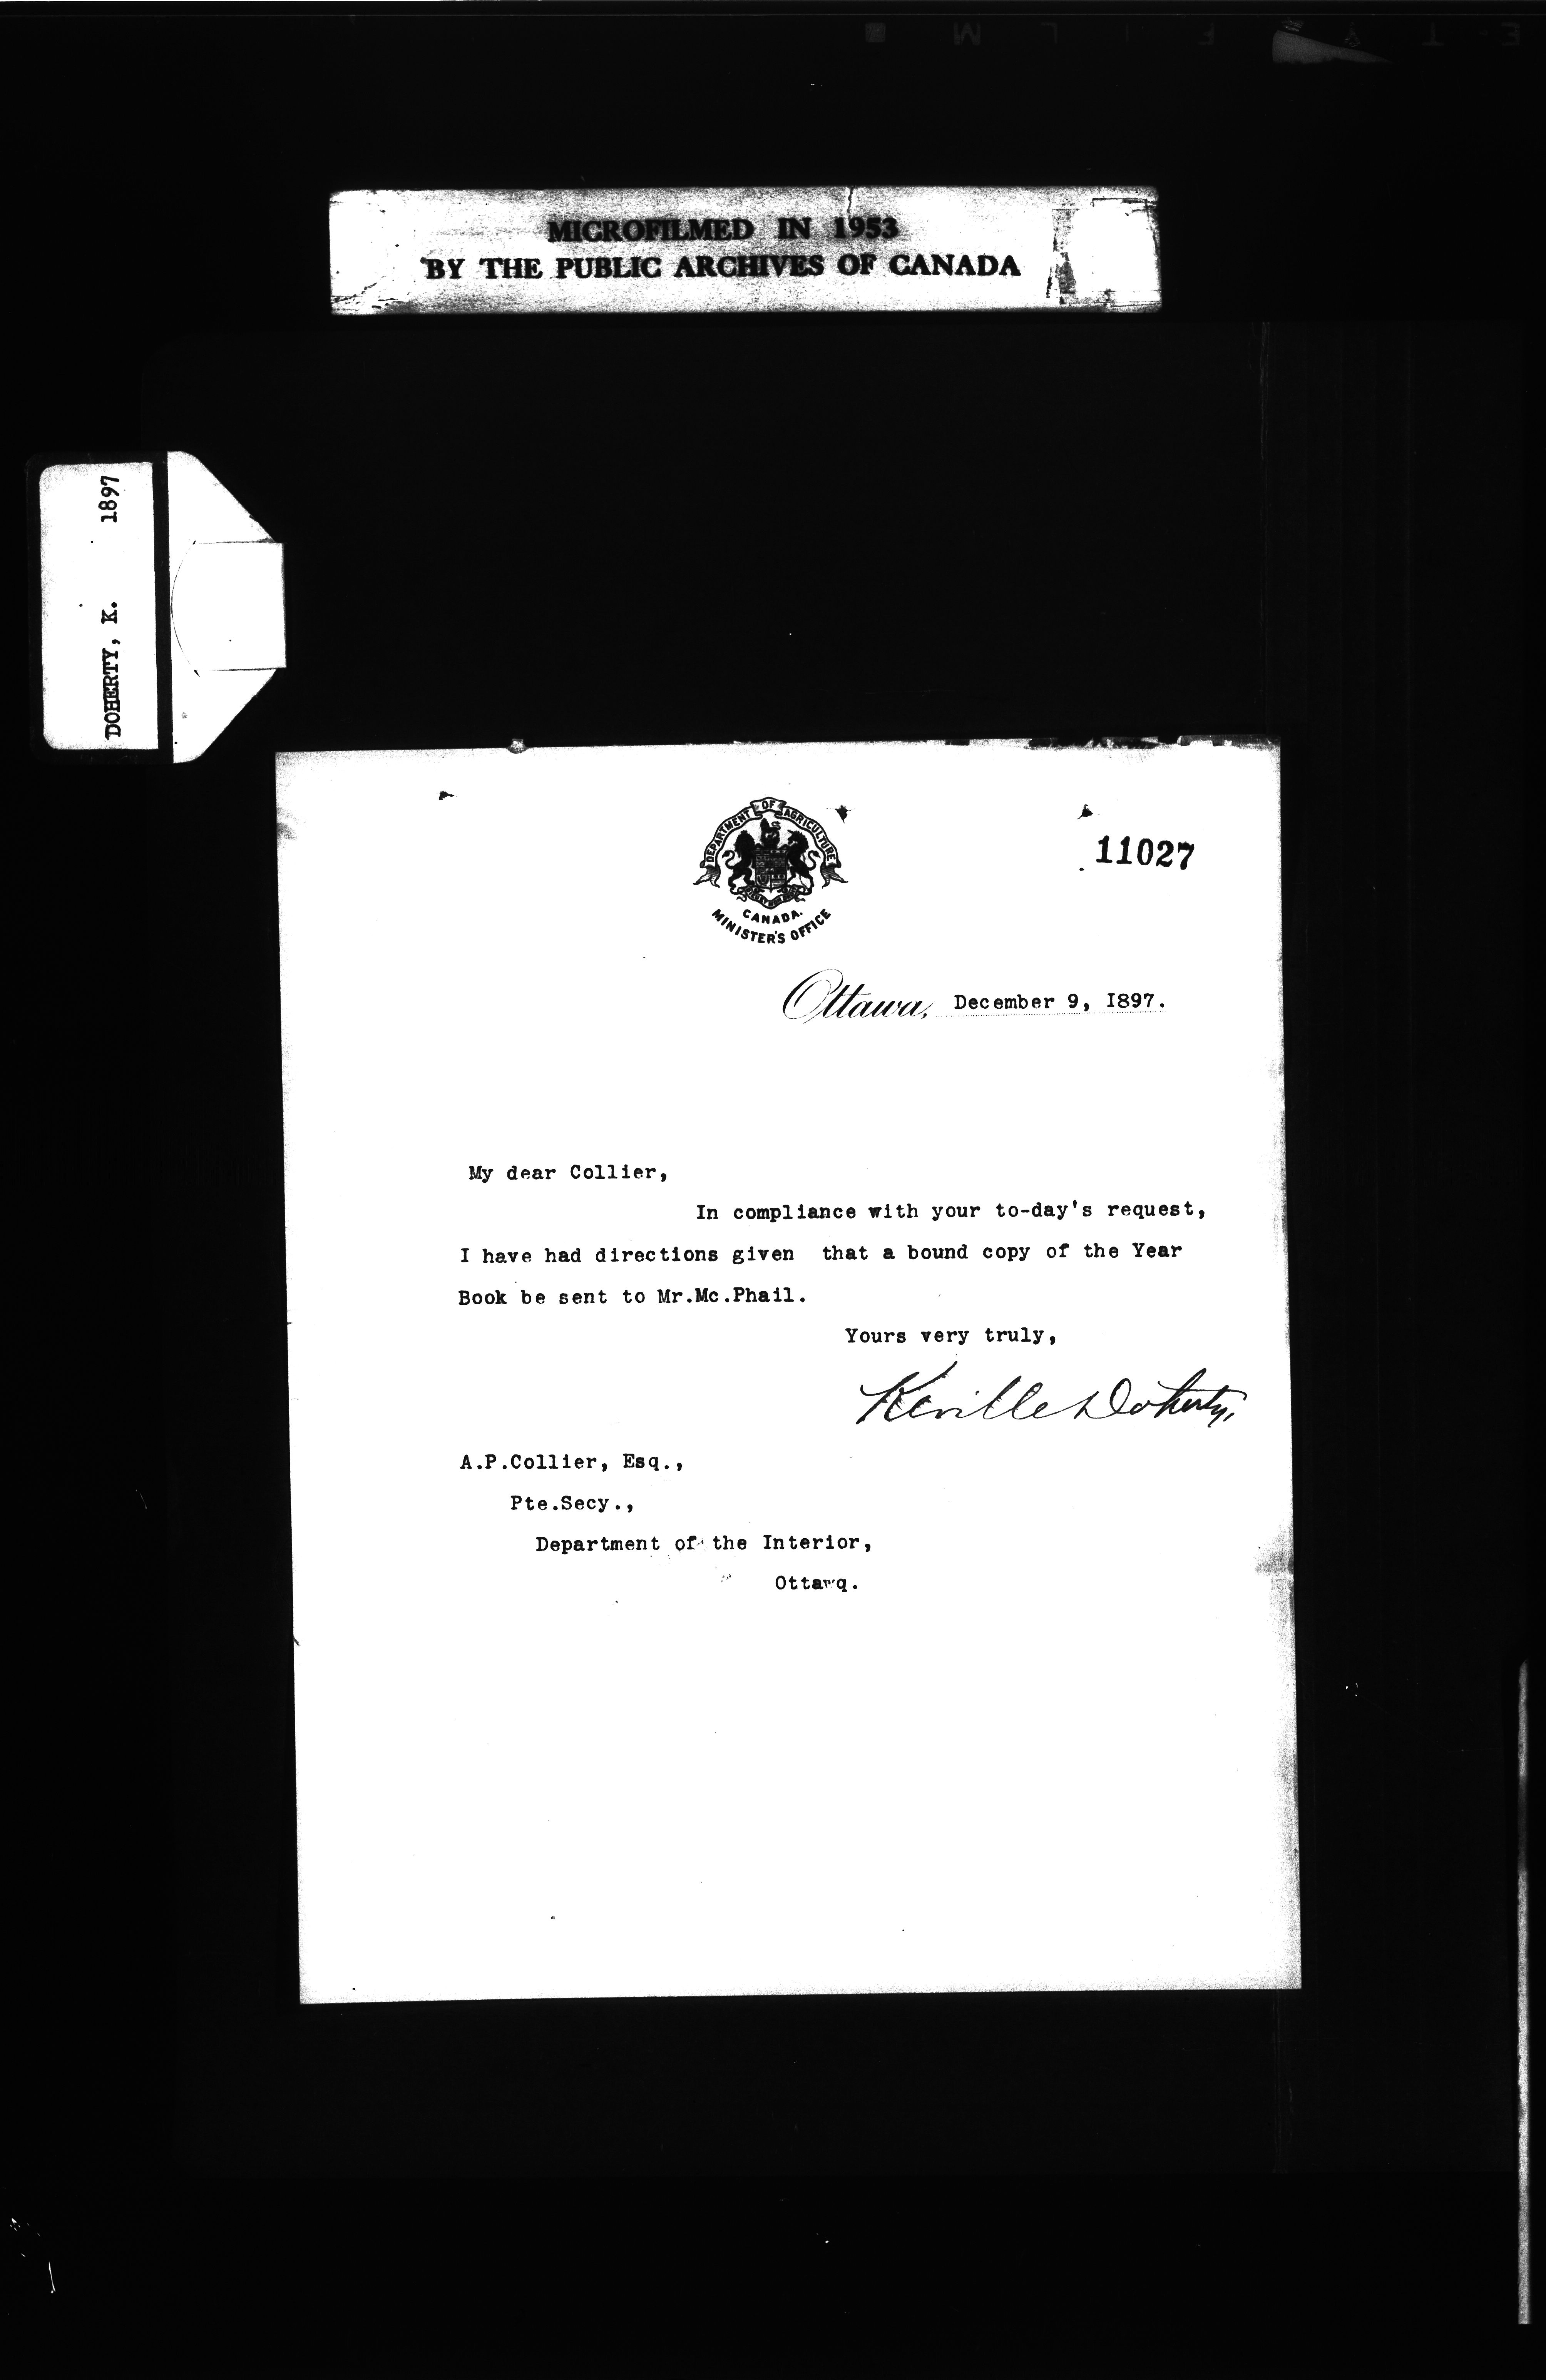 MICROFILMED IN 1953
BY THE PUBLIC ARCHIVES OF CANADA
DOHERTY, K. 1897
DEPARTMENT OF AGRICULTURE
CANADA.
MINISTER'S OFFICE
11027
Ottawa, December 9, I897.
My dear Collier,
In compliance with your to-day's request,
I have had directions given that a bound copy of the Year
Book be sent to Mr.Mc.Phail.
Yours very truly,
Keville Doherty,
A.P.Collier, Esq.,
Pte.Secy.,
Department of the Interior,
Ottawq.